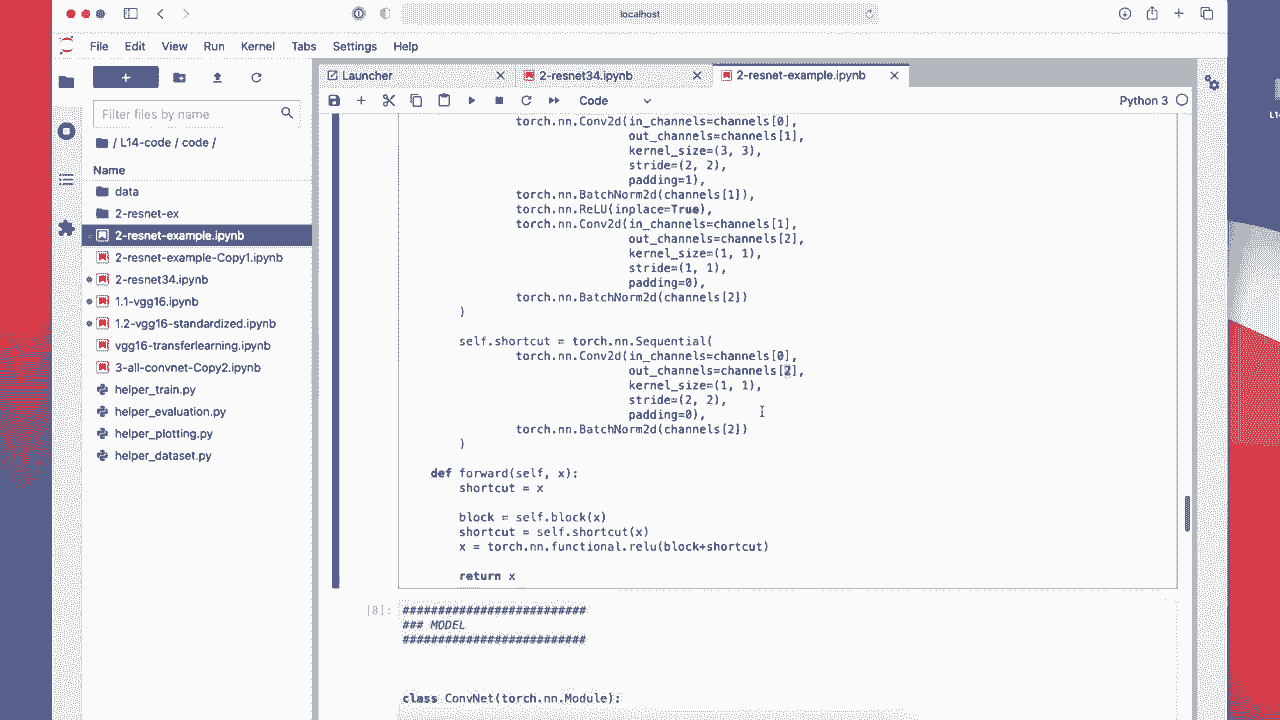 localhost
File Edit View Run Kernel Tabs Settings Help
Launcher
2-resnet34.ipynb
2-resnet-example.ipynb
Filter files by name
Code
Python 3
/ L14-code / code /
Name
data
2-resnet-ex
2-resnet-example.ipynb
2-resnet-example-Copy1.ipynb
2-resnet34.ipynb
1.1-vgg16.ipynb
1.2-vgg16-standardized.ipynb
vgg16-transferlearning.ipynb
3-all-convnet-Copy2.ipynb
helper_train.py
helper_evaluation.py
helper_plotting.py
helper_dataset.py
torch.nn.Conv2d(in_channels=channels[0],
out_channels=channels[1],
kernel_size=(3, 3),
stride=(2, 2),
padding=1),
torch.nn.BatchNorm2d(channels[1]),
torch.nn.ReLU(inplace=True),
torch.nn.Conv2d(in_channels=channels[1],
out_channels=channels[2],
kernel_size=(1, 1),
stride=(1, 1),
padding=0),
torch.nn.BatchNorm2d(channels[2])
)
self.shortcut = torch.nn.Sequential(
torch.nn.Conv2d(in_channels=channels[0],
out_channels=channels[2],
kernel_size=(1, 1),
stride=(2, 2),
padding=0),
torch.nn.BatchNorm2d(channels[2])
)
def forward(self, x):
shortcut = x
block = self.block(x)
shortcut = self.shortcut(x)
x = torch.nn.functional.relu(block+shortcut)
return x
[8]:
##########################
### MODEL
##########################
class ConvNet(torch.nn.Module):